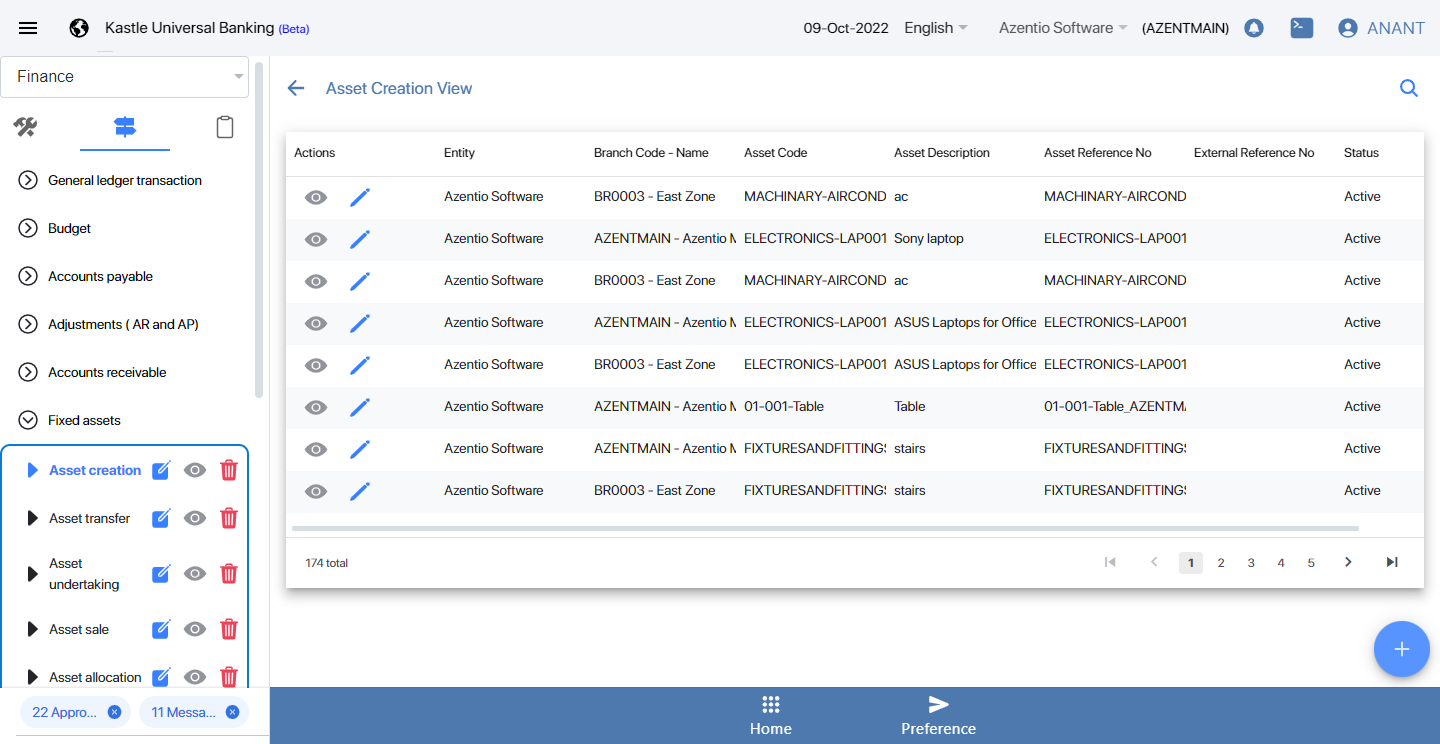 Kastle Universal Banking (Beta)
09-Oct-2022 English Azentio Software (AZENTMAIN) ANANT
Finance
General ledger transaction
Budget
Accounts payable
Adjustments ( AR and AP)
Accounts receivable
Fixed assets
Asset creation
Asset transfer
Asset
undertaking
Asset sale
Asset allocation
22 Appro... 11 Messa...
Asset Creation View
Actions Entity Branch Code - Name Asset Code Asset Description Asset Reference No External Reference No Status
Azentio Software BR0003 - East Zone MACHINARY-AIRCOND ac MACHINARY-AIRCOND Active
Azentio Software AZENTMAIN - Azentio M ELECTRONICS-LAP001 Sony laptop ELECTRONICS-LAP001 Active
Azentio Software BR0003 - East Zone MACHINARY-AIRCOND ac MACHINARY-AIRCOND Active
Azentio Software AZENTMAIN - Azentio M ELECTRONICS-LAP001 ASUS Laptops for Office ELECTRONICS-LAP001 Active
Azentio Software BR0003 - East Zone ELECTRONICS-LAP001 ASUS Laptops for Office ELECTRONICS-LAP001 Active
Azentio Software AZENTMAIN - Azentio M 01-001-Table Table 01-001-Table_AZENTMA Active
Azentio Software AZENTMAIN - Azentio M FIXTURESANDFITTINGS stairs FIXTURESANDFITTINGS Active
Azentio Software BR0003 - East Zone FIXTURESANDFITTINGS stairs FIXTURESANDFITTINGS Active
174 total 1 2 3 4 5
Home Preference